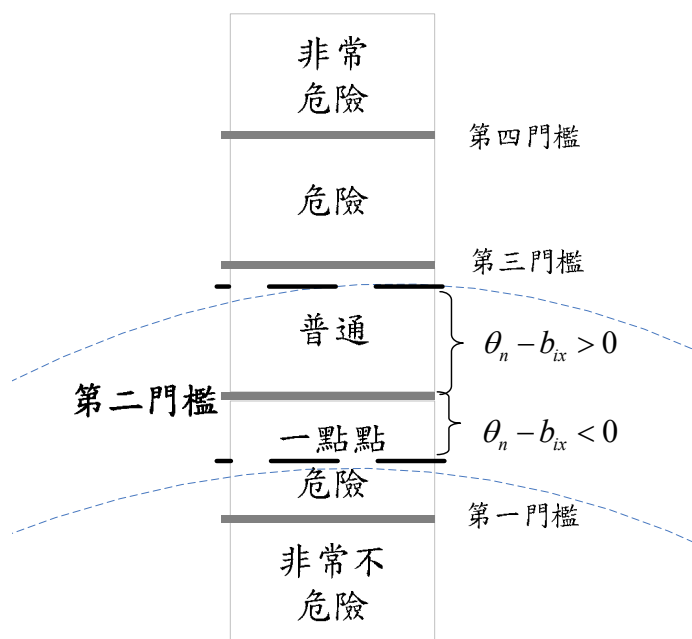 非常
危險
第四門檻
危險
第三門檻
普通
θₙ − bᵢₓ > 0
第二門檻
一點點
θₙ − bᵢₓ < 0
危險
第一門檻
非常不
危險